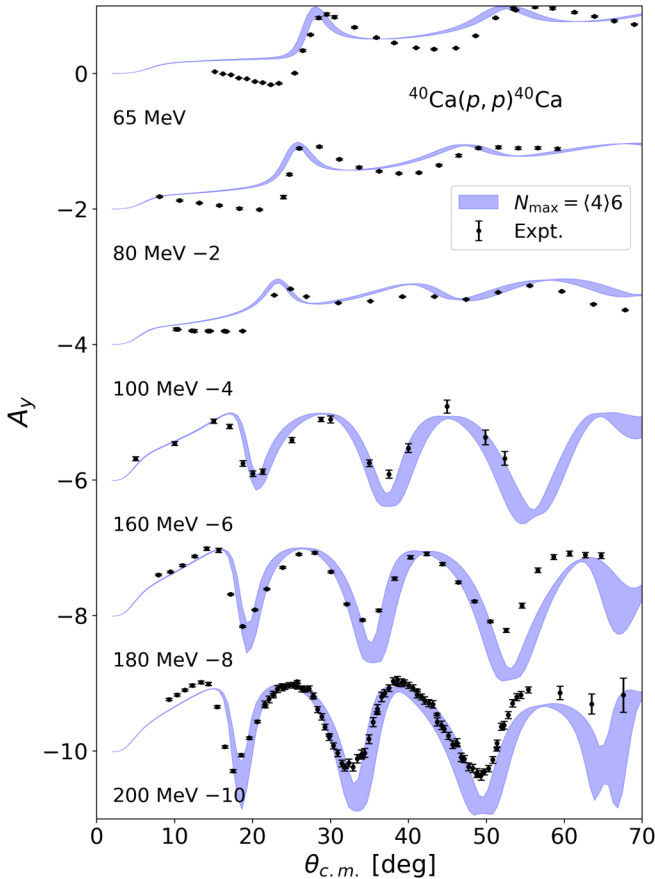 0
⁴⁰Ca(p, p)⁴⁰Ca
65 MeV
−2
N_max = ⟨4⟩6
Expt.
80 MeV −2
−4
100 MeV −4
A_y
−6
160 MeV −6
−8
180 MeV −8
−10
200 MeV −10
0 10 20 30 40 50 60 70
θ_c.m. [deg]